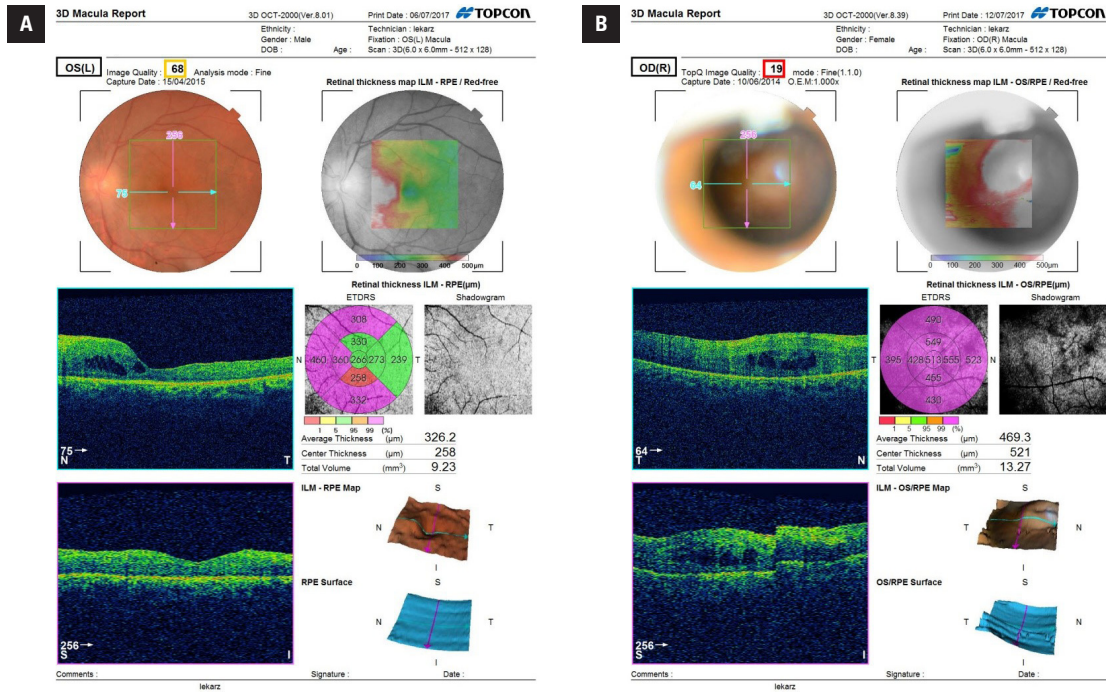 A
3D Macula Report
3D OCT-2000(Ver.8.01)
Print Date : 06/07/2017
TOPCON
Ethnicity :
Technician : lekarz
Gender : Male
Fixation : OS(L) Macula
DOB :
Age :
Scan : 3D(6.0 x 6.0mm - 512 x 128)
OS(L)
Image Quality : 68 Analysis mode : Fine
Capture Date : 15/04/2015
Retinal thickness map ILM - RPE / Red-free
256
75
0 100 200 300 400 500μm
Retinal thickness ILM - RPE(μm)
ETDRS
Shadowgram
308
330
N 460 360 266 273 239 T
258
332
1 5 95 99 (%)
Average Thickness (μm) 326.2
Center Thickness (μm) 258
Total Volume (mm³) 9.23
75
N T
ILM - RPE Map
S
N T
I
RPE Surface
S
N T
I
256
S I
Comments :
Signature :
Date :
lekarz
B
3D Macula Report
3D OCT-2000(Ver.8.39)
Print Date : 12/07/2017
TOPCON
Ethnicity :
Technician : lekarz
Gender : Female
Fixation : OD(R) Macula
DOB :
Age :
Scan : 3D(6.0 x 6.0mm - 512 x 128)
OD(R)
TopQ Image Quality : 19 mode : Fine(1.1.0)
Capture Date : 10/06/2014 O.E.M:1.000x
Retinal thickness map ILM - OS/RPE / Red-free
64
0 100 200 300 400 500μm
Retinal thickness ILM - OS/RPE(μm)
ETDRS
Shadowgram
490
549
T 395 428 513 555 523 N
455
430
1 5 95 99 (%)
Average Thickness (μm) 469.3
Center Thickness (μm) 521
Total Volume (mm³) 13.27
64
T N
ILM - OS/RPE Map
S
T N
I
OS/RPE Surface
S
T N
I
256
S I
Comments :
Signature :
Date :
lekarz